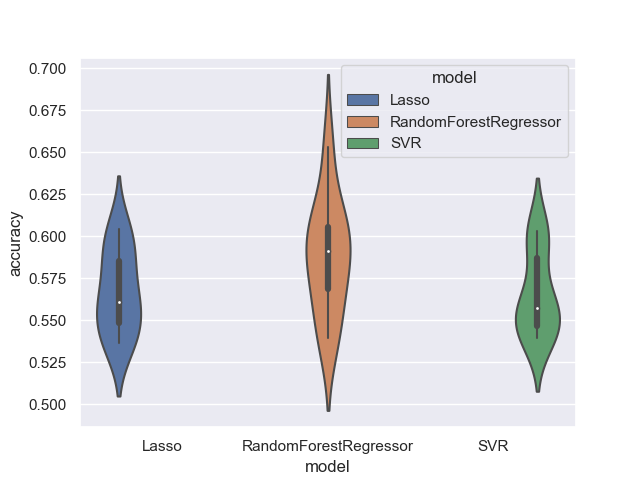 0.700
0.675
0.650
0.625
0.600
0.575
0.550
0.525
0.500
accuracy
model
Lasso
RandomForestRegressor
SVR
Lasso
RandomForestRegressor
SVR
model